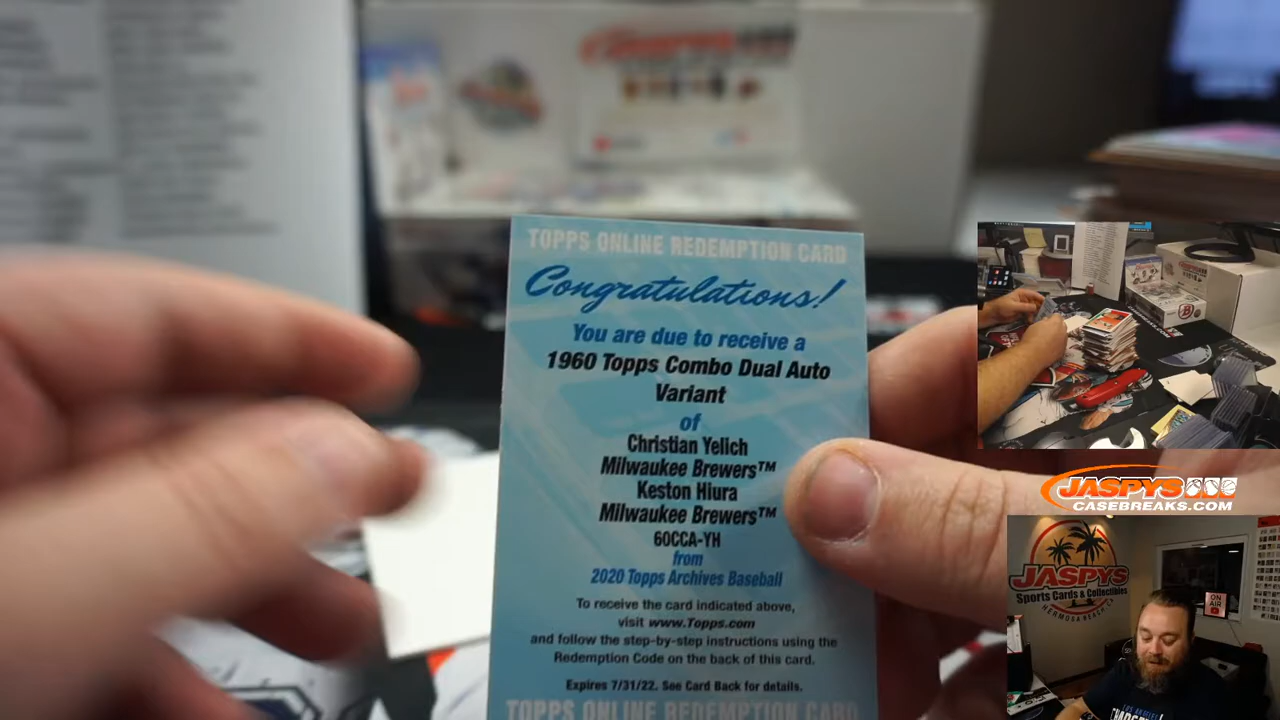 TOPPS ONLINE REDEMPTION CARD
Congratulations!
You are due to receive a
1960 Topps Combo Dual Auto
Variant
of
Christian Yelich
Milwaukee Brewers™
Keston Hiura
Milwaukee Brewers™
60CCA-YH
from
2020 Topps Archives Baseball
To receive the card indicated above,
visit www.Topps.com
and follow the step-by-step instructions using the
Redemption Code on the back of this card.
Expires 7/31/22. See Card Back for details.
TOPPS ONLINE REDEMPTION CARD
JASPYS
CASEBREAKS.COM
JASPYS
Sports Cards & Collectibles
HERMOSA BEACH
ON
AIR
LOS ANGELES